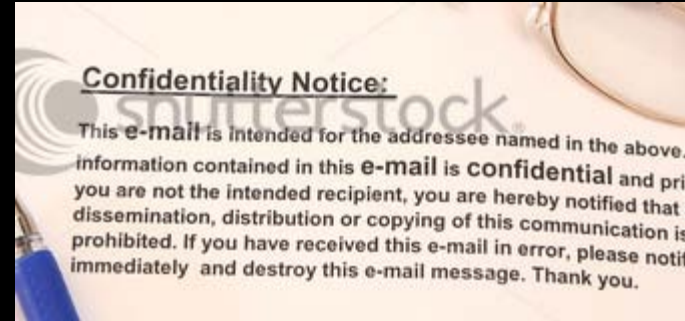 Confidentiality Notice:
shutterstock
This e-mail is intended for the addressee named in the above.
information contained in this e-mail is confidential and pri
you are not the intended recipient, you are hereby notified that
dissemination, distribution or copying of this communication is
prohibited. If you have received this e-mail in error, please notif
immediately and destroy this e-mail message. Thank you.